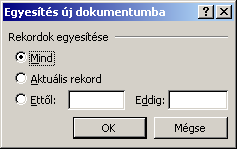 Egyesítés új dokumentumba
Rekordok egyesítése
Mind
Aktuális rekord
Ettől: Eddig:
OK Mégse